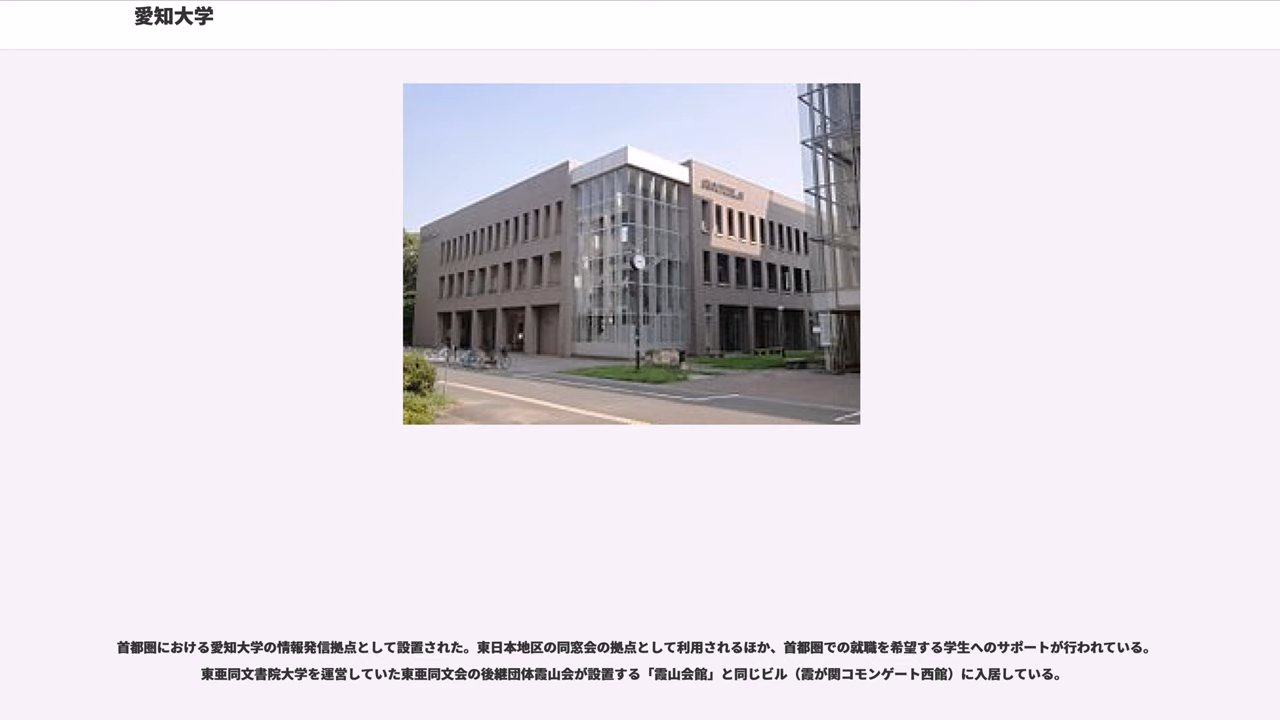 愛知大学
首都圏における愛知大学の情報発信拠点として設置された。東日本地区の同窓会の拠点として利用されるほか、首都圏での就職を希望する学生へのサポートが行われている。
東亜同文書院大学を運営していた東亜同文会の後継団体霞山会が設置する「霞山会館」と同じビル（霞が関コモンゲート西館）に入居している。